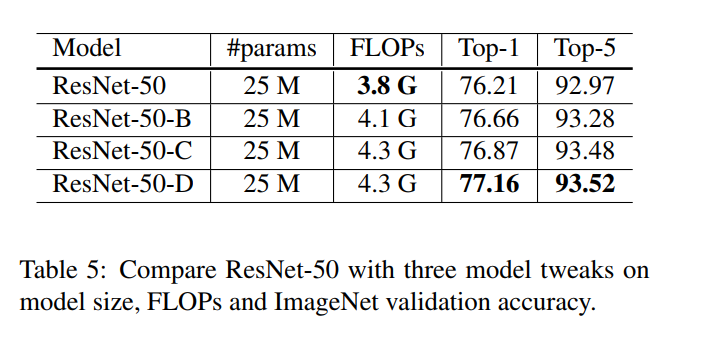 Model #params FLOPs Top-1 Top-5
ResNet-50 25 M 3.8 G 76.21 92.97
ResNet-50-B 25 M 4.1 G 76.66 93.28
ResNet-50-C 25 M 4.3 G 76.87 93.48
ResNet-50-D 25 M 4.3 G 77.16 93.52
Table 5: Compare ResNet-50 with three model tweaks on
model size, FLOPs and ImageNet validation accuracy.